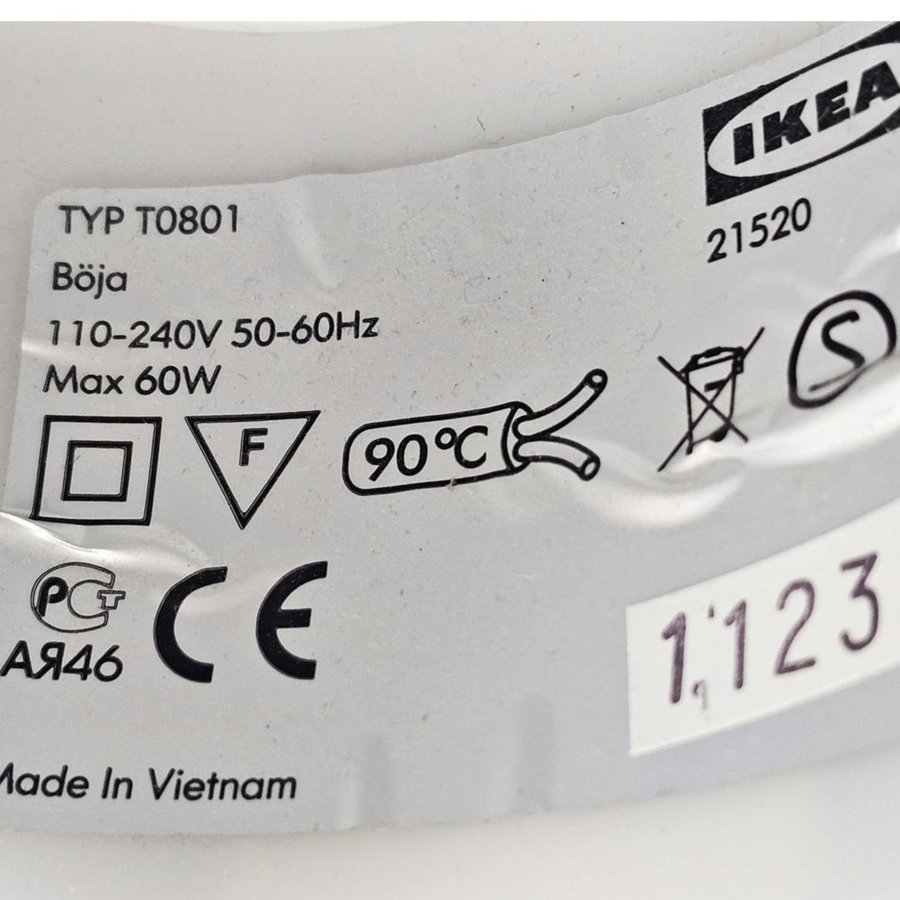 IKEA
21520
TYP T0801
Böja
110-240V 50-60Hz
Max 60W
F
90°C
S
PCT
АЯ46
CE
1,123
Made In Vietnam